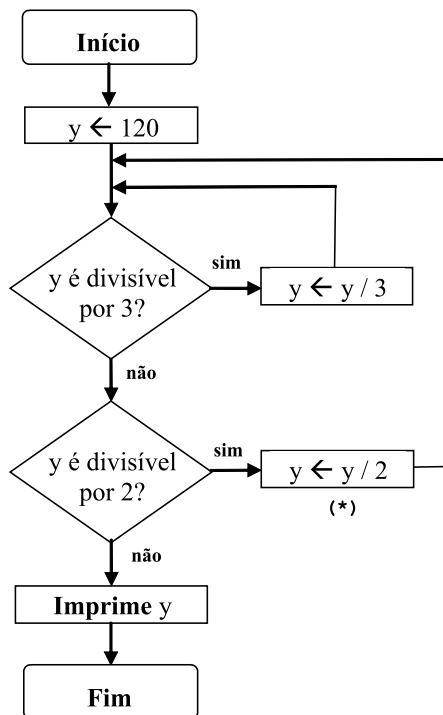 Início
y ← 120
y é divisível
por 3?
sim
y ← y / 3
não
y é divisível
por 2?
sim
y ← y / 2
(*)
não
Imprime y
Fim